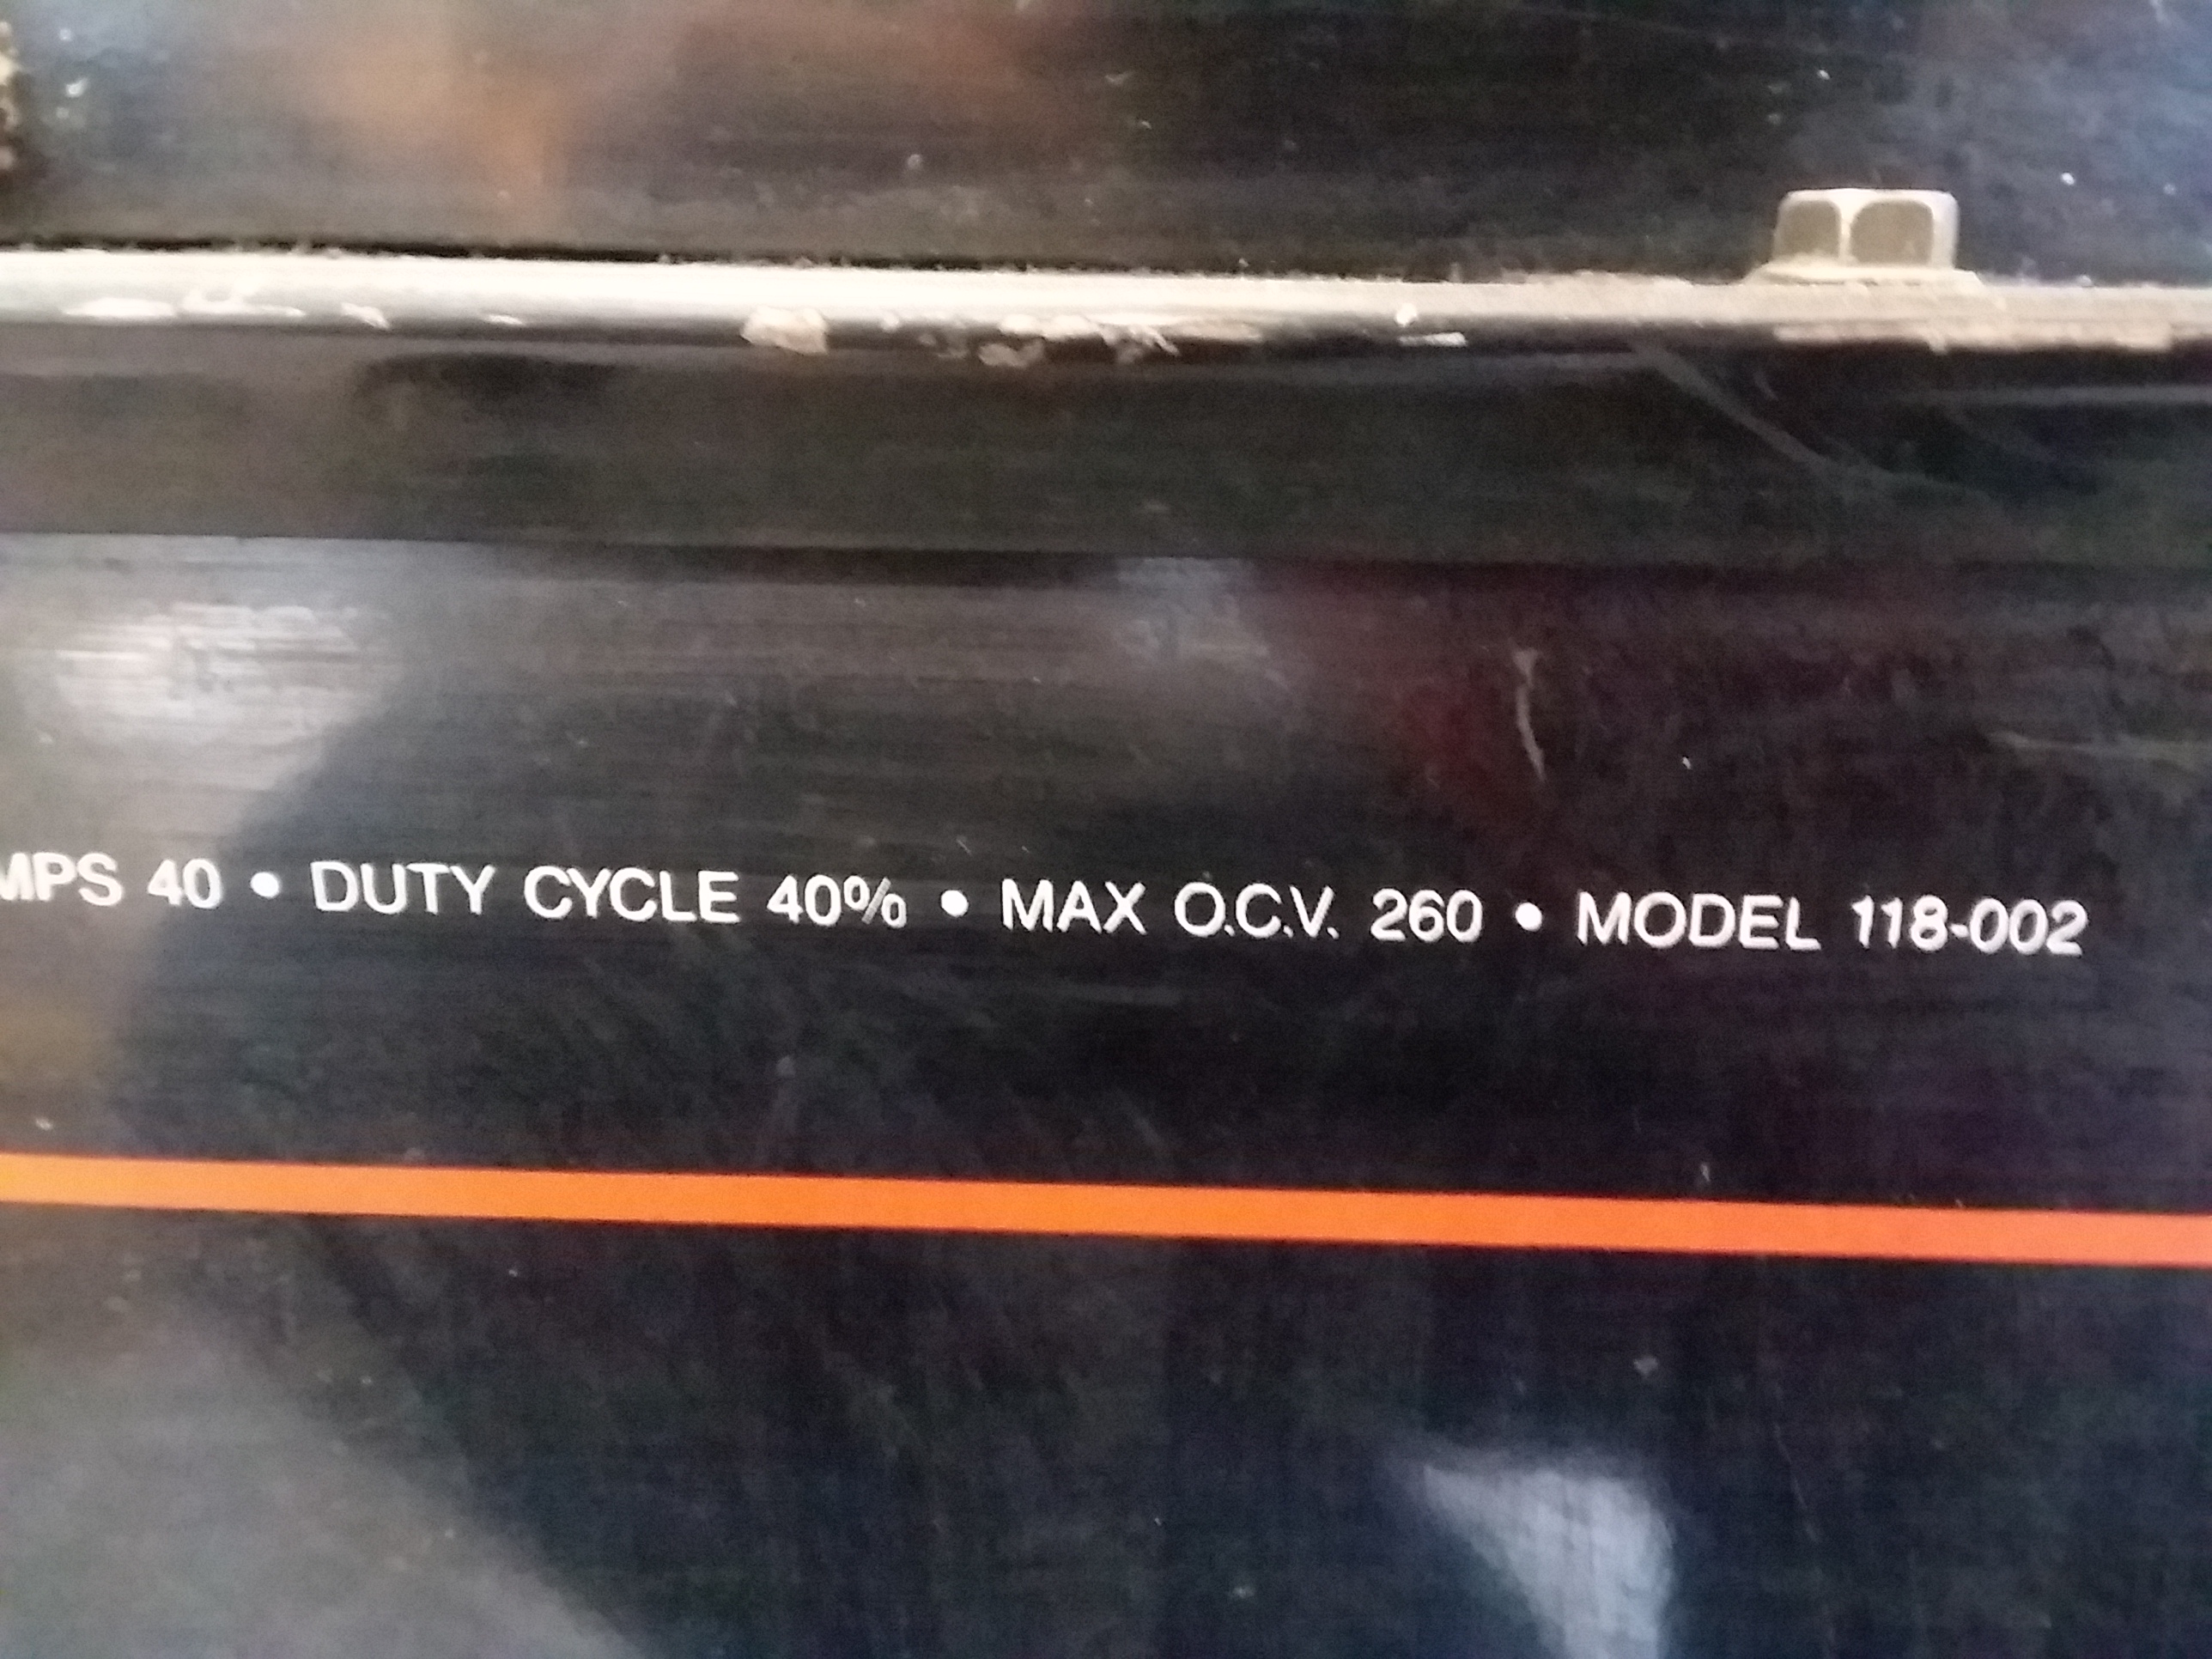 MPS 40 • DUTY CYCLE 40% • MAX O.C.V. 260 • MODEL 118-002